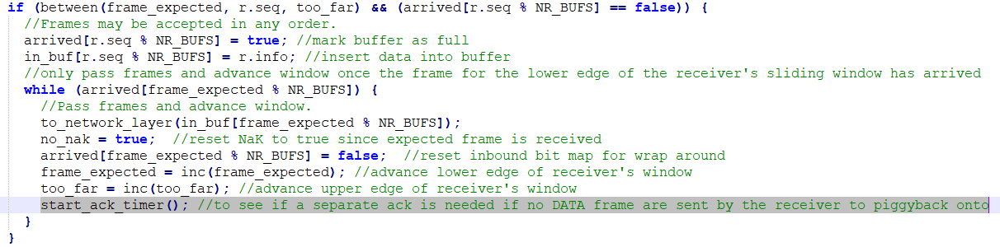 if (between(frame_expected, r.seq, too_far) && (arrived[r.seq % NR_BUFS] == false)) {
//Frames may be accepted in any order.
arrived[r.seq % NR_BUFS] = true; //mark buffer as full
in_buf[r.seq % NR_BUFS] = r.info; //insert data into buffer
//only pass frames and advance window once the frame for the lower edge of the receiver's sliding window has arrived
while (arrived[frame_expected % NR_BUFS]) {
//Pass frames and advance window.
to_network_layer(in_buf[frame_expected % NR_BUFS]);
no_nak = true;  //reset NaK to true since expected frame is received
arrived[frame_expected % NR_BUFS] = false;  //reset inbound bit map for wrap around
frame_expected = inc(frame_expected); //advance lower edge of receiver's window
too_far = inc(too_far); //advance upper edge of receiver's window
start_ack_timer(); //to see if a separate ack is needed if no DATA frame are sent by the receiver to piggyback onto
}
}